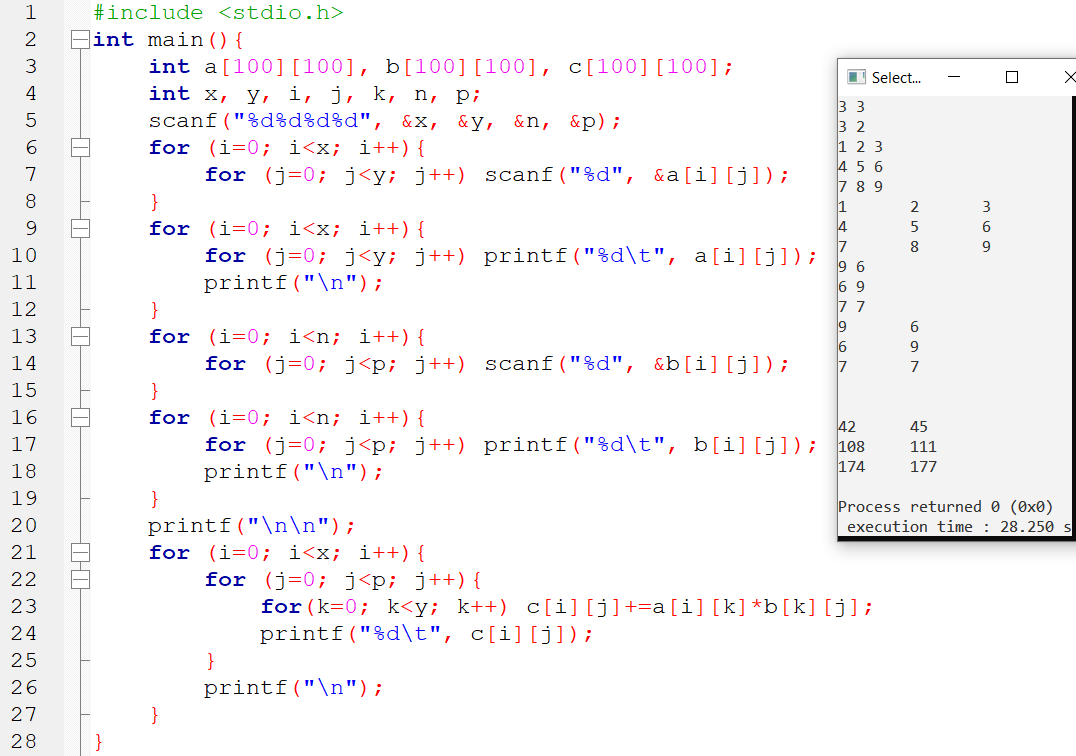 1 #include <stdio.h>
2 int main(){
3 int a[100][100], b[100][100], c[100][100];
4 int x, y, i, j, k, n, p;
5 scanf("%d%d%d%d", &x, &y, &n, &p);
6 for (i=0; i<x; i++){
7 for (j=0; j<y; j++) scanf("%d", &a[i][j]);
8 }
9 for (i=0; i<x; i++){
10 for (j=0; j<y; j++) printf("%d\t", a[i][j]);
11 printf("\n");
12 }
13 for (i=0; i<n; i++){
14 for (j=0; j<p; j++) scanf("%d", &b[i][j]);
15 }
16 for (i=0; i<n; i++){
17 for (j=0; j<p; j++) printf("%d\t", b[i][j]);
18 printf("\n");
19 }
20 printf("\n\n");
21 for (i=0; i<x; i++){
22 for (j=0; j<p; j++){
23 for(k=0; k<y; k++) c[i][j]+=a[i][k]*b[k][j];
24 printf("%d\t", c[i][j]);
25 }
26 printf("\n");
27 }
28 }
Select...
3 3
3 2
1 2 3
4 5 6
7 8 9
1 2 3
4 5 6
7 8 9
9 6
6 9
7 7
9 6
6 9
7 7
42 45
108 111
174 177
Process returned 0 (0x0)
execution time : 28.250 s